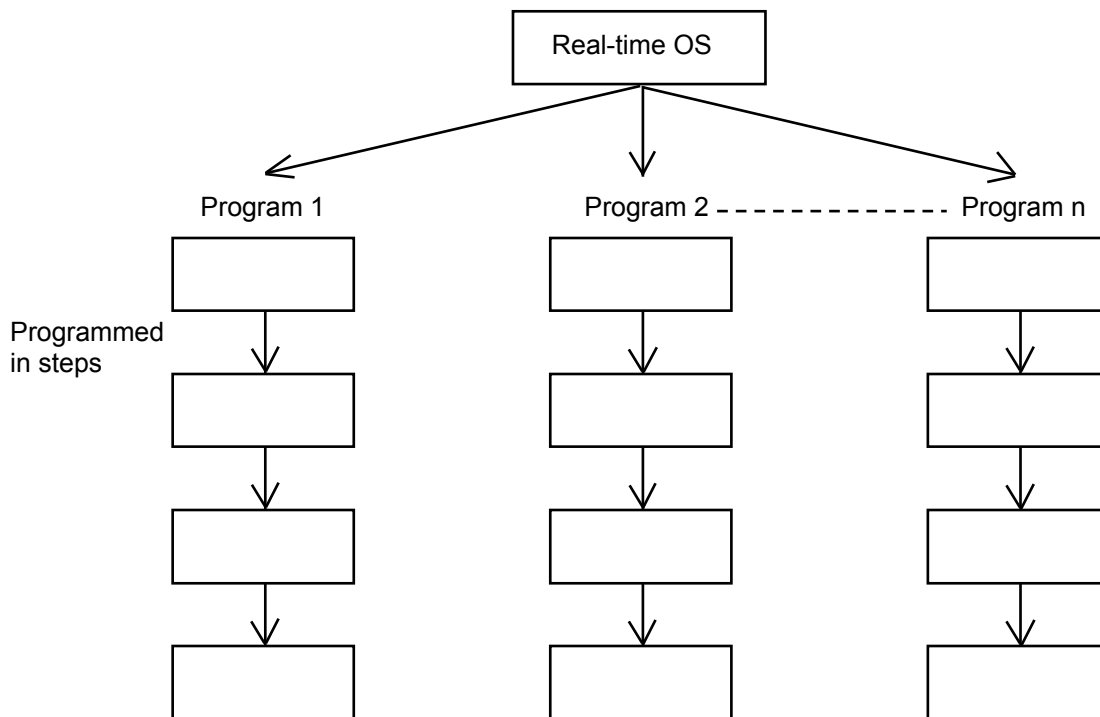 Real-time OS
Program 1
Program 2
Program n
Programmed
in steps